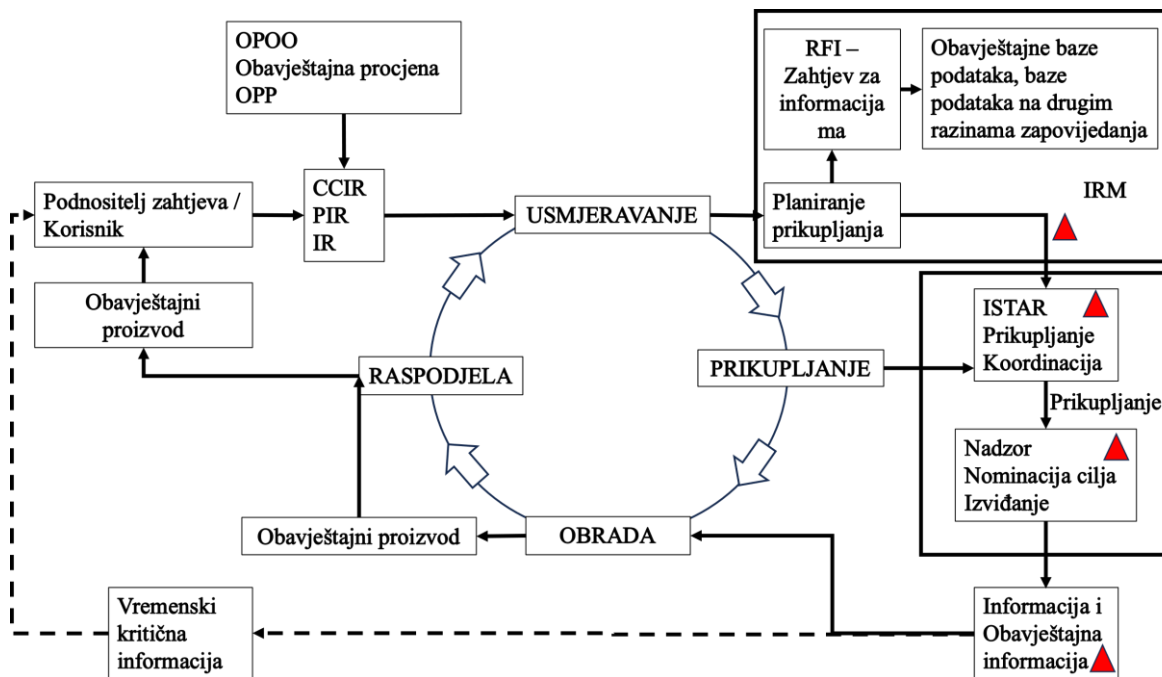 OPOO
Obavještajna procjena
OPP
RFI –
Zahtjev za
informacija
ma
Obavještajne baze
podataka, baze
podataka na drugim
razinama zapovijedanja
IRM
Podnositelj zahtjeva /
Korisnik
CCIR
PIR
IR
USMJERAVANJE
Planiranje
prikupljanja
Obavještajni
proizvod
ISTAR
Prikupljanje
Koordinacija
RASPODJELA
PRIKUPLJANJE
Prikupljanje
Nadzor
Nominacija cilja
Izviđanje
Obavještajni proizvod
OBRADA
Vremenski
kritična
informacija
Informacija i
Obavještajna
informacija